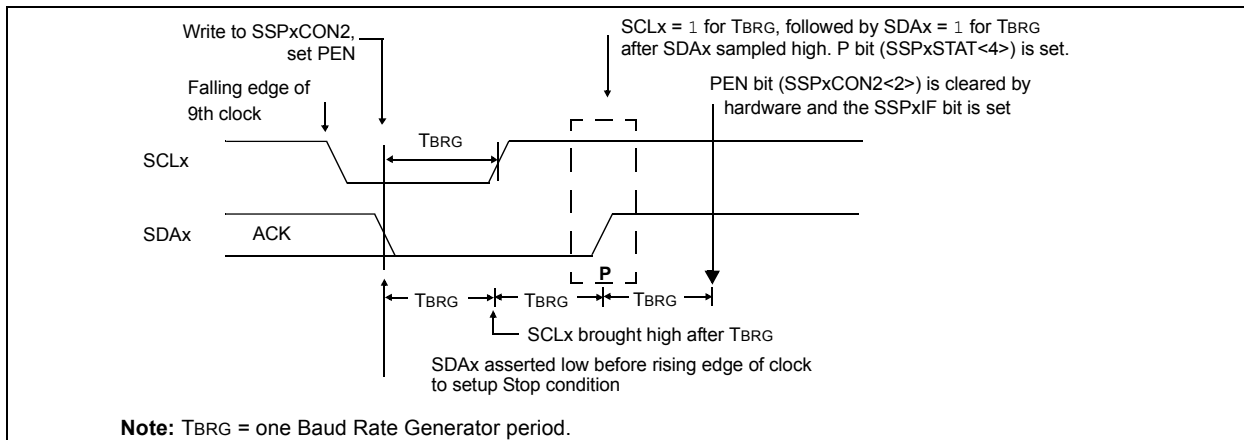 Write to SSPxCON2,
set PEN
SCLx = 1 for TBRG, followed by SDAx = 1 for TBRG
after SDAx sampled high. P bit (SSPxSTAT<4>) is set.
Falling edge of
9th clock
PEN bit (SSPxCON2<2>) is cleared by
hardware and the SSPxIF bit is set
TBRG
SCLx
SDAx
ACK
P
TBRG
TBRG
TBRG
SCLx brought high after TBRG
SDAx asserted low before rising edge of clock
to setup Stop condition
Note: TBRG = one Baud Rate Generator period.